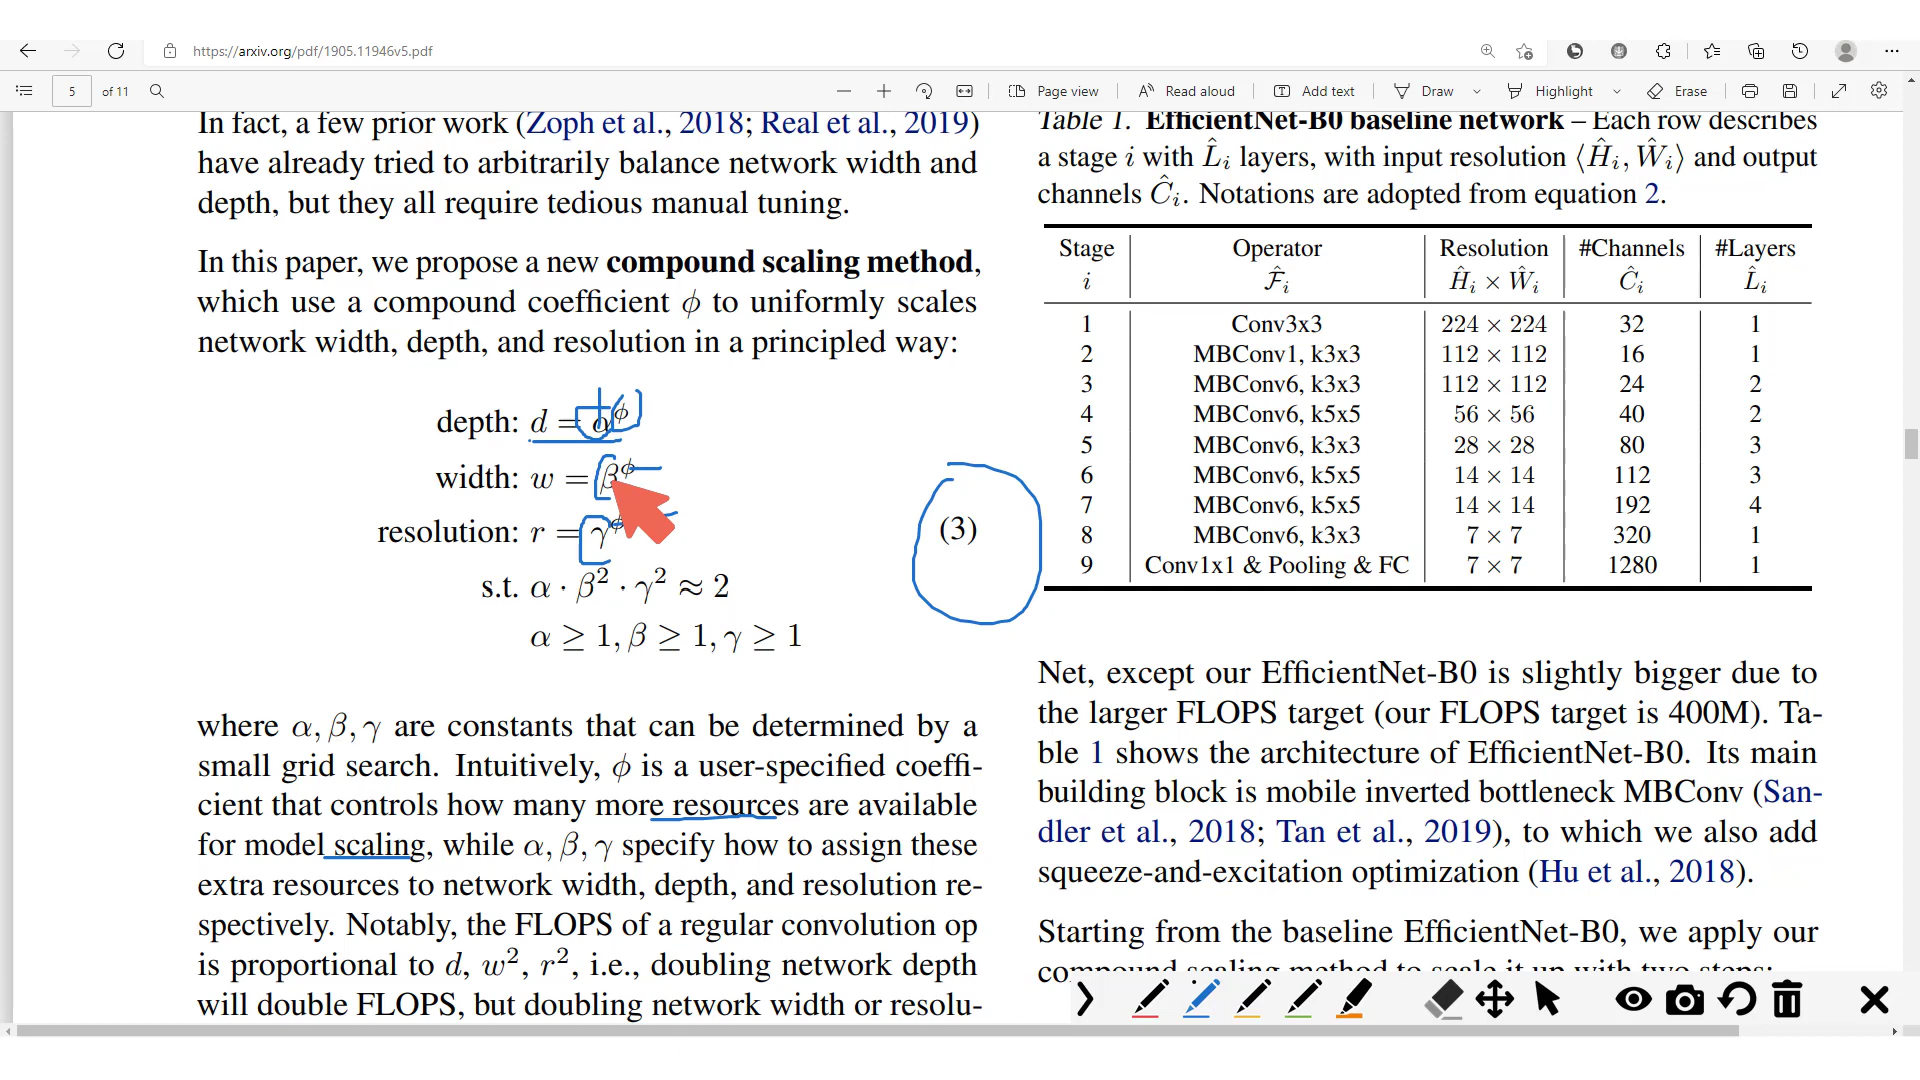 https://arxiv.org/pdf/1905.11946v5.pdf
5 of 11 Page view Read aloud Add text Draw Highlight Erase
In fact, a few prior work (Zoph et al., 2018; Real et al., 2019)
have already tried to arbitrarily balance network width and
depth, but they all require tedious manual tuning.
In this paper, we propose a new compound scaling method,
which use a compound coefficient ϕ to uniformly scales
network width, depth, and resolution in a principled way:
depth: d = α^ϕ
width: w = β^ϕ
resolution: r = γ^ϕ
(3)
s.t. α · β² · γ² ≈ 2
α ≥ 1, β ≥ 1, γ ≥ 1
where α, β, γ are constants that can be determined by a
small grid search. Intuitively, ϕ is a user-specified coeffi-
cient that controls how many more resources are available
for model scaling, while α, β, γ specify how to assign these
extra resources to network width, depth, and resolution re-
spectively. Notably, the FLOPS of a regular convolution op
is proportional to d, w², r², i.e., doubling network depth
will double FLOPS, but doubling network width or resolu-
Table 1. EfficientNet-B0 baseline network – Each row describes
a stage i with L̂ᵢ layers, with input resolution ⟨Ĥᵢ, Ŵᵢ⟩ and output
channels Ĉᵢ. Notations are adopted from equation 2.
Stage Operator Resolution #Channels #Layers
i F̂ᵢ Ĥᵢ × Ŵᵢ Ĉᵢ L̂ᵢ
1 Conv3x3 224 × 224 32 1
2 MBConv1, k3x3 112 × 112 16 1
3 MBConv6, k3x3 112 × 112 24 2
4 MBConv6, k5x5 56 × 56 40 2
5 MBConv6, k3x3 28 × 28 80 3
6 MBConv6, k5x5 14 × 14 112 3
7 MBConv6, k5x5 14 × 14 192 4
8 MBConv6, k3x3 7 × 7 320 1
9 Conv1x1 & Pooling & FC 7 × 7 1280 1
Net, except our EfficientNet-B0 is slightly bigger due to
the larger FLOPS target (our FLOPS target is 400M). Ta-
ble 1 shows the architecture of EfficientNet-B0. Its main
building block is mobile inverted bottleneck MBConv (San-
dler et al., 2018; Tan et al., 2019), to which we also add
squeeze-and-excitation optimization (Hu et al., 2018).
Starting from the baseline EfficientNet-B0, we apply our
compound scaling method to scale it up with two steps: